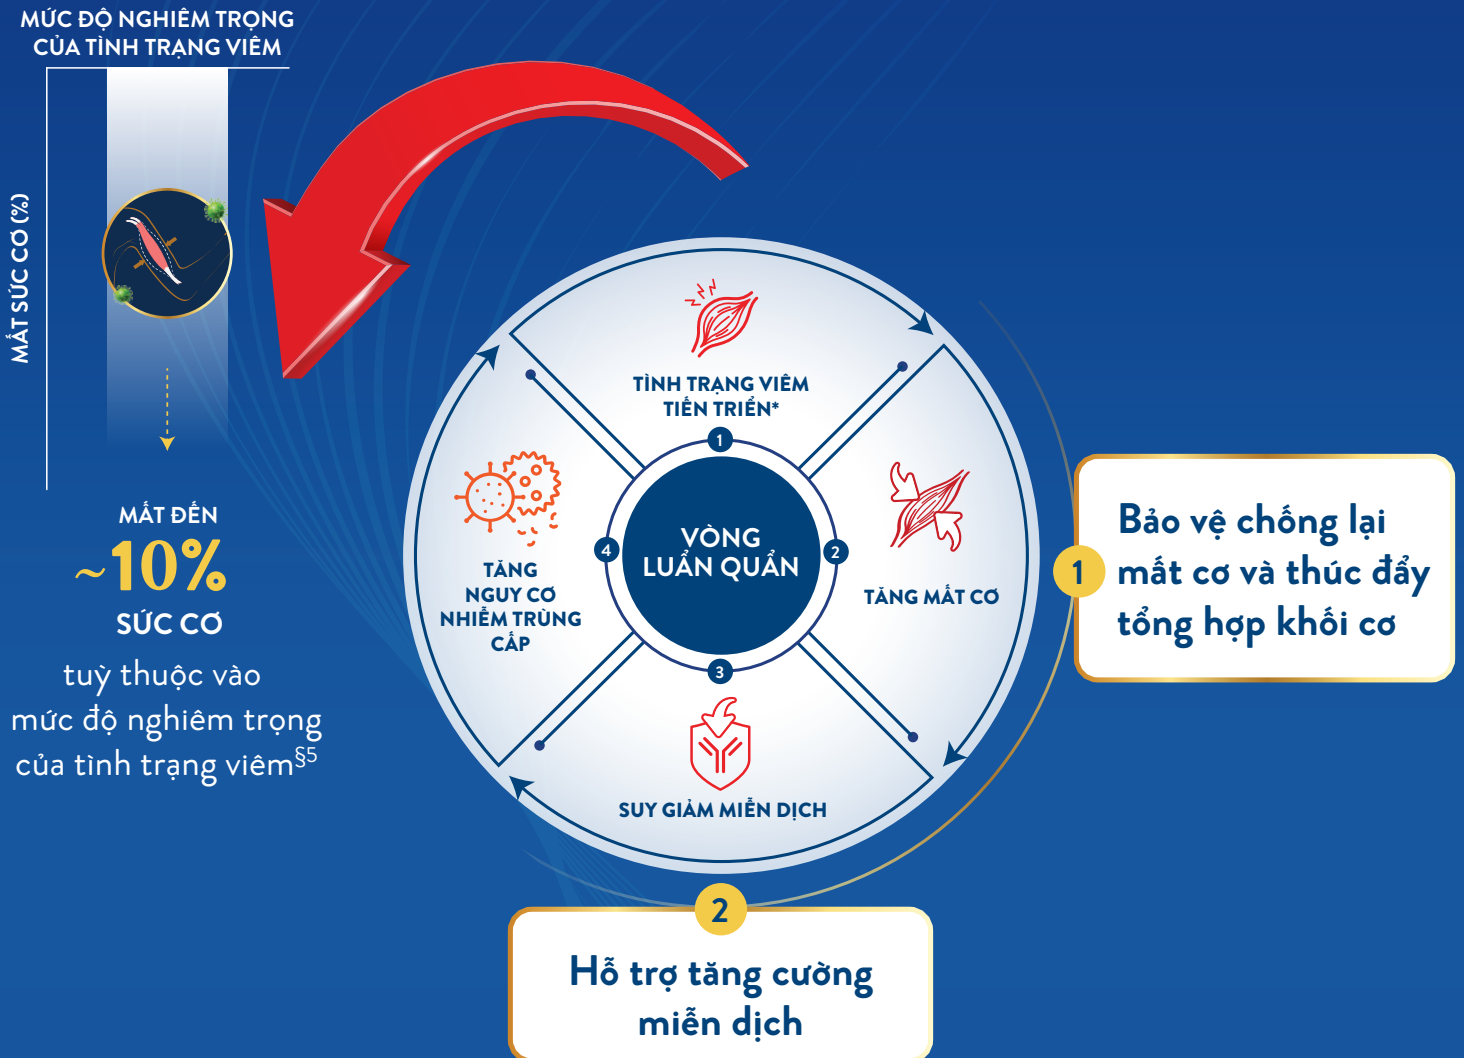 MỨC ĐỘ NGHIÊM TRỌNG
CỦA TÌNH TRẠNG VIÊM
MẤT SỨC CƠ (%)
MẤT ĐẾN
~10%
SỨC CƠ
tuỳ thuộc vào
mức độ nghiêm trọng
của tình trạng viêm§5
TÌNH TRẠNG VIÊM
TIẾN TRIỂN*
1
TĂNG MẤT CƠ
2
SUY GIẢM MIỄN DỊCH
3
TĂNG
NGUY CƠ
NHIỄM TRÙNG
CẤP
4
VÒNG
LUẨN QUẨN
1
Bảo vệ chống lại
mất cơ và thúc đẩy
tổng hợp khối cơ
2
Hỗ trợ tăng cường
miễn dịch